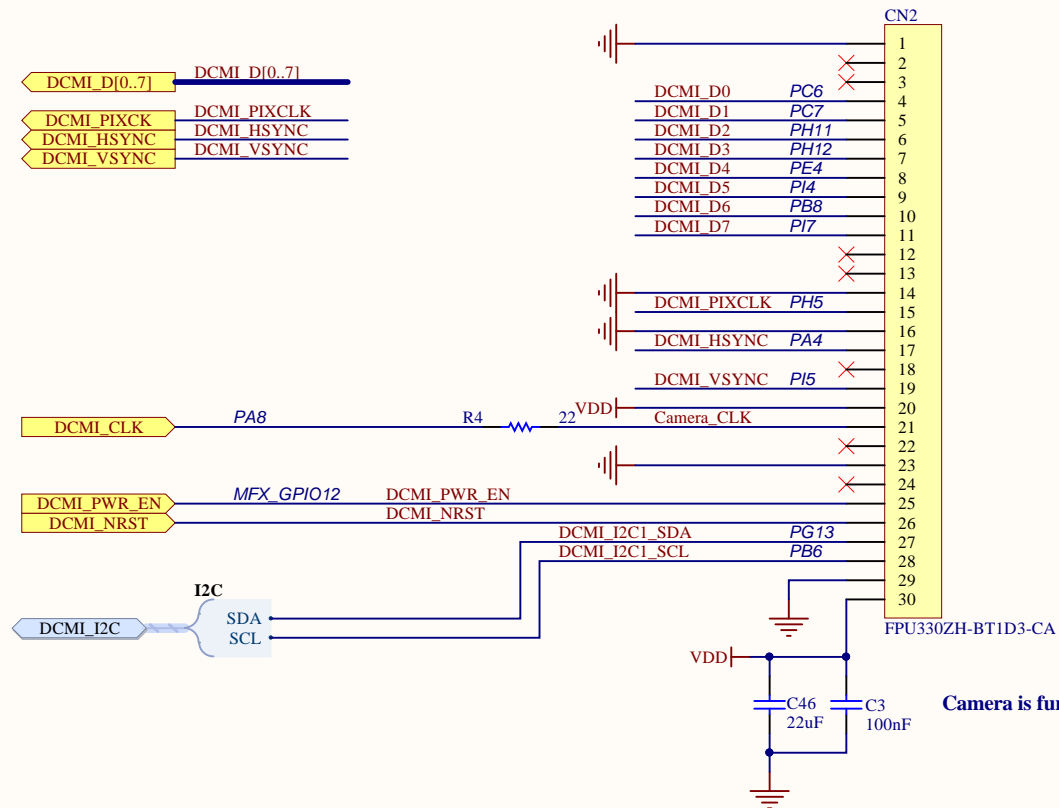 CN2
1
2
3
DCMI_D[0..7] DCMI_D[0..7]
DCMI_D0 PC6 4
DCMI_PIXCK DCMI_PIXCLK DCMI_D1 PC7 5
DCMI_HSYNC DCMI_HSYNC DCMI_D2 PH11 6
DCMI_VSYNC DCMI_VSYNC DCMI_D3 PH12 7
DCMI_D4 PE4 8
DCMI_D5 PI4 9
DCMI_D6 PB8 10
DCMI_D7 PI7 11
12
13
14
DCMI_PIXCLK PH5 15
16
DCMI_HSYNC PA4 17
18
DCMI_VSYNC PI5 19
VDD 20
DCMI_CLK PA8 R4 22 Camera_CLK 21
22
23
24
DCMI_PWR_EN MFX_GPIO12 DCMI_PWR_EN 25
DCMI_NRST DCMI_NRST 26
DCMI_I2C1_SDA PG13 27
DCMI_I2C1_SCL PB6 28
29
I2C 30
SDA
DCMI_I2C
SCL
FPU330ZH-BT1D3-CA
VDD
C46 C3
22uF 100nF
Camera is fu